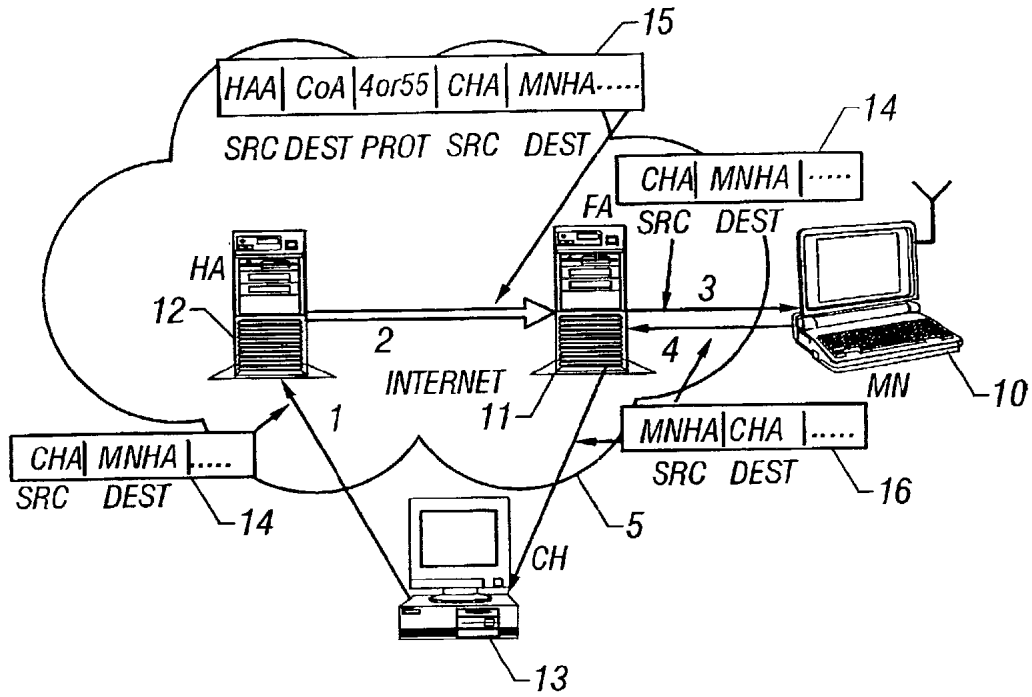 15
HAA| CoA| 4or55| CHA| MNHA.....
SRC DEST PROT SRC DEST
14
CHA| MNHA|.....
SRC DEST
FA
HA
12
2
3
4
INTERNET
11
MN
10
1
CHA| MNHA|.....
SRC DEST
14
MNHA|CHA|.....
SRC DEST
16
5
CH
13